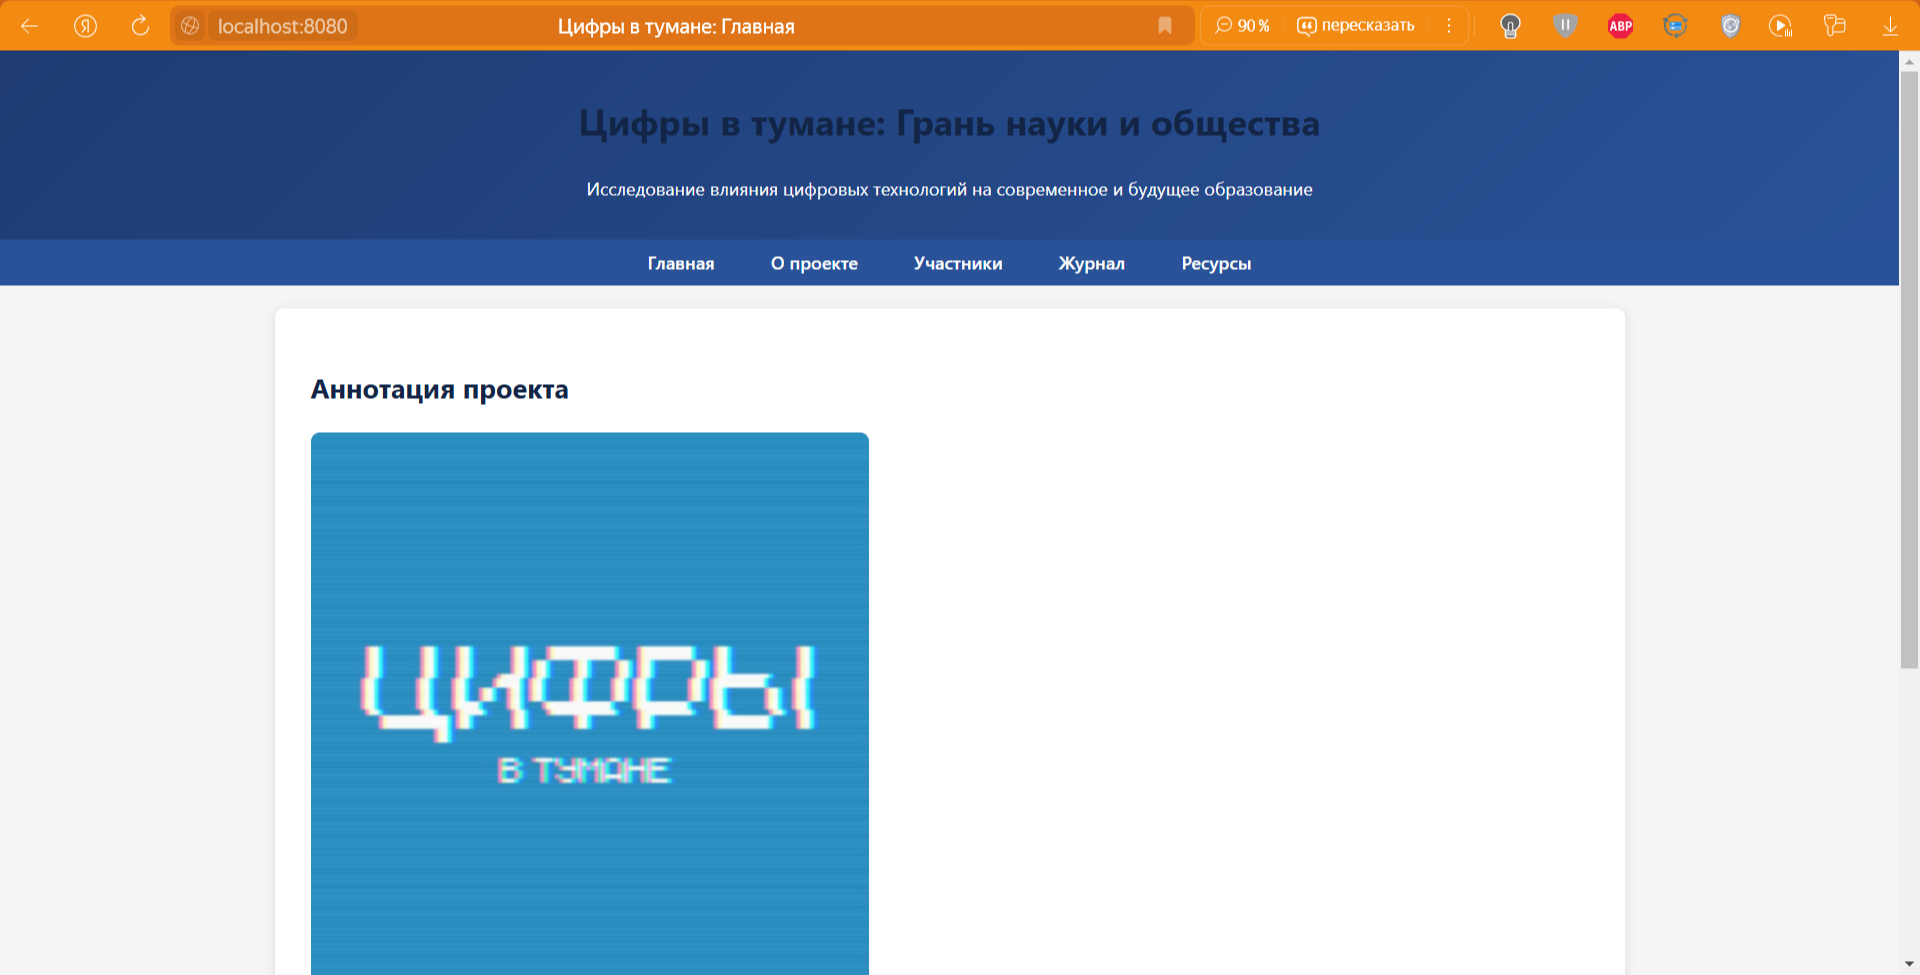 localhost:8080
Цифры в тумане: Главная
90 %
пересказать
ABP
Цифры в тумане: Грань науки и общества
Исследование влияния цифровых технологий на современное и будущее образование
Главная
О проекте
Участники
Журнал
Ресурсы
Аннотация проекта
ЦИФРЫ
В ТУМАНЕ